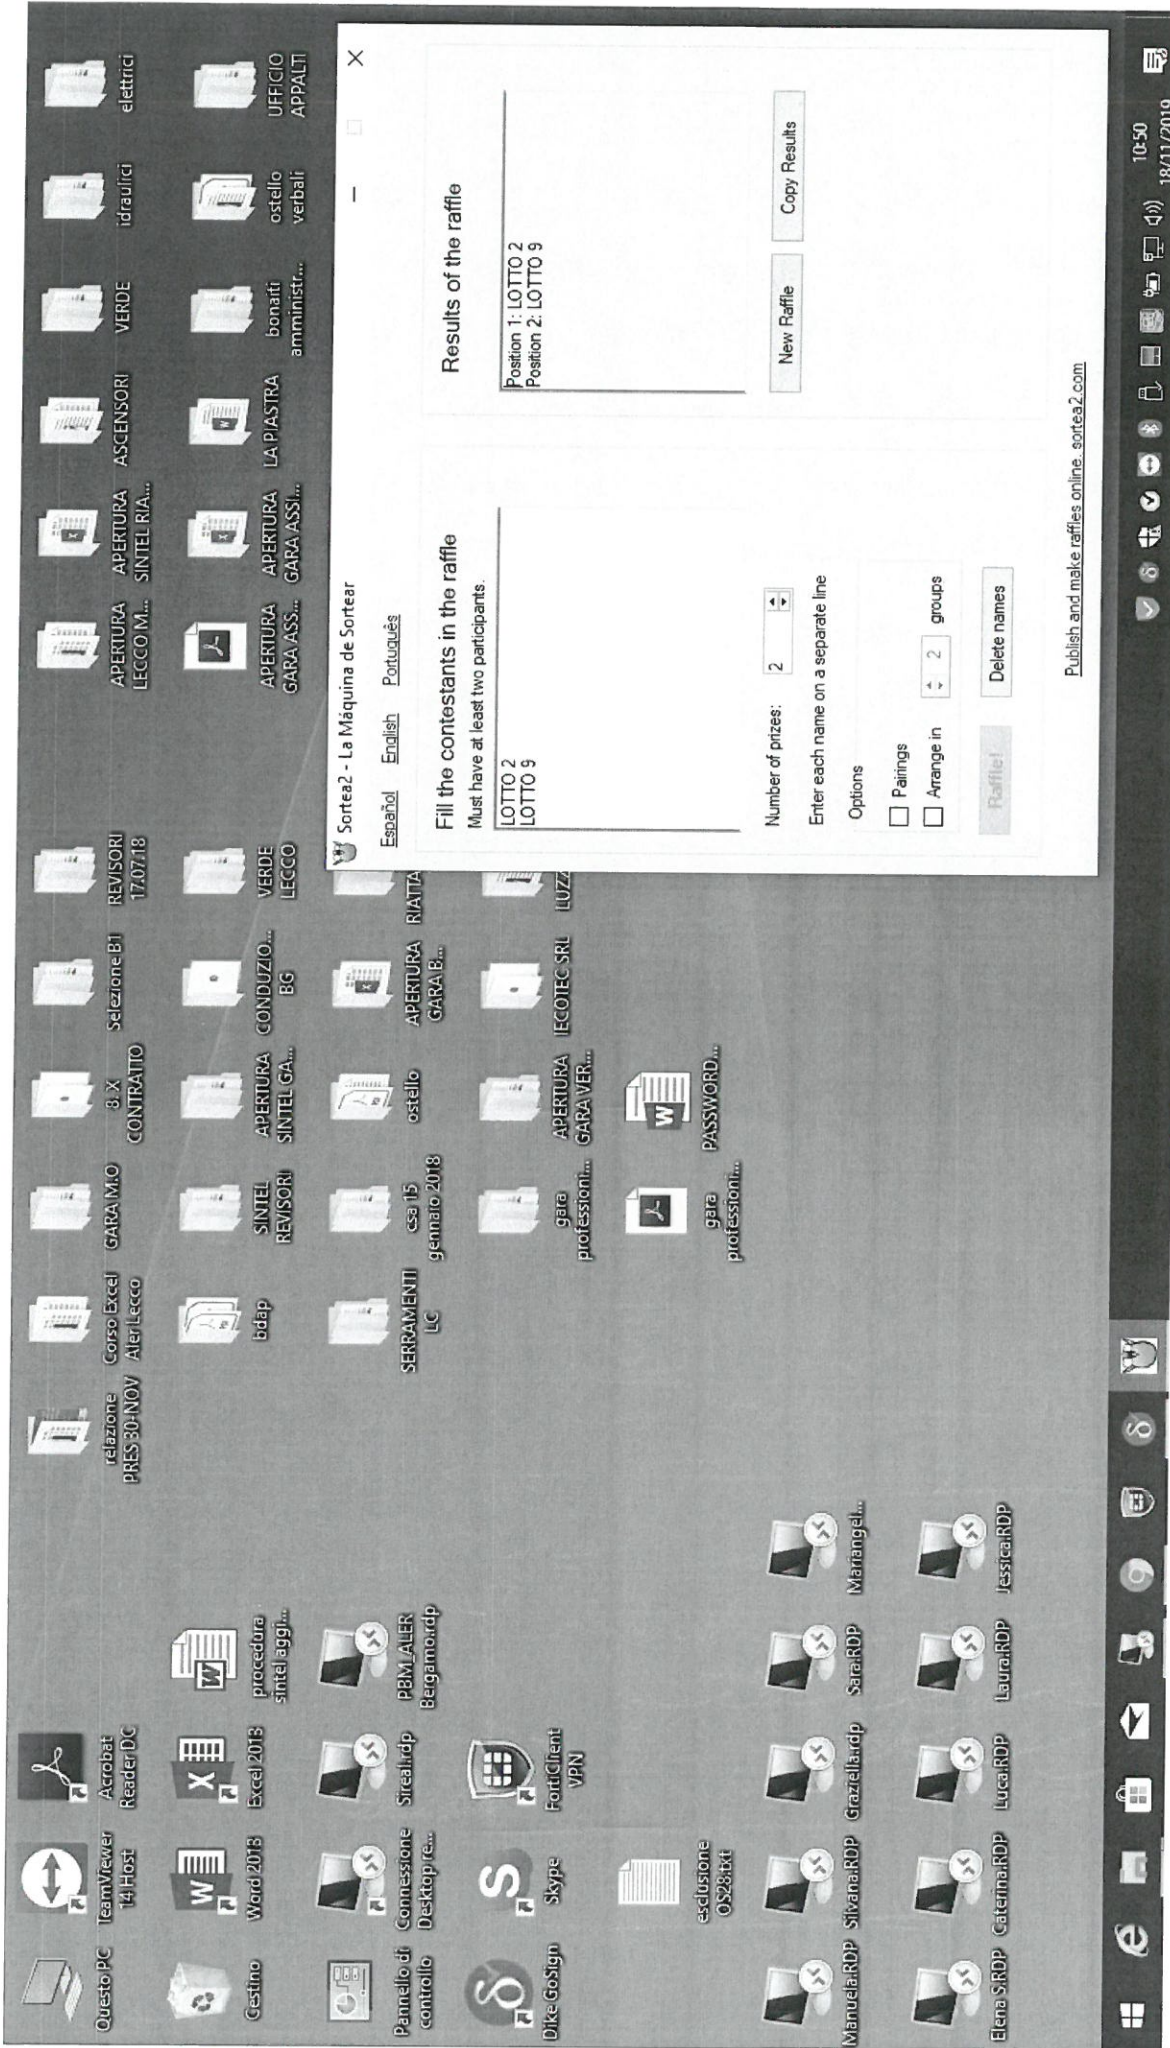 Questo PC
TeamViewer
14 Host
Acrobat
Reader DC
relazione
PRES 30-NOV
Corso Excel
Aler Lecco
GARA M.O
8.X
CONTRATTO
Selezione B1
REVISORI
17.07.18
APERTURA
LECCO M...
APERTURA
SINTEL RIA...
ASCENSORI
VERDE
idraulici
elettrici
Cestino
Word 2013
Excel 2013
procedura
sintel aggi...
bdap
SINTEL
REVISORI
APERTURA
SINTEL GA...
CONDUZIO...
BG
VERDE
LECCO
APERTURA
GARA ASS...
APERTURA
GARA ASSI...
LA PIASTRA
bonaiti
amministr...
ostello
verbali
UFFICIO
APPALTI
Pannello di
controllo
Connessione
Desktop re...
Sireal.rdp
PBM_ALER
Bergamo.rdp
SERRAMENTI
LC
csa 15
gennaio 2018
ostello
APERTURA
GARA B...
RIATTA
Dike GoSign
Skype
FortiClient
VPN
gara
professioni...
APERTURA
GARA VER...
IECOTEC SRL
LUZZ
esclusione
OS28.txt
gara
professioni...
PASSWORD...
Manuela.RDP
Silvana.RDP
Graziella.rdp
Sara.RDP
Mariangel...
Elena S.RDP
Caterina.RDP
Luca.RDP
Laura.RDP
Jessica.RDP
Sortea2 - La Máquina de Sortear
Español English Português
Fill the contestants in the raffle
Must have at least two participants.
LOTTO 2
LOTTO 9
Number of prizes: 2
Enter each name on a separate line
Options
Pairings
Arrange in 2 groups
Raffle!
Delete names
Results of the raffle
Position 1: LOTTO 2
Position 2: LOTTO 9
New Raffle
Copy Results
Publish and make raffles online. sortea2.com
10:50
18/11/2019